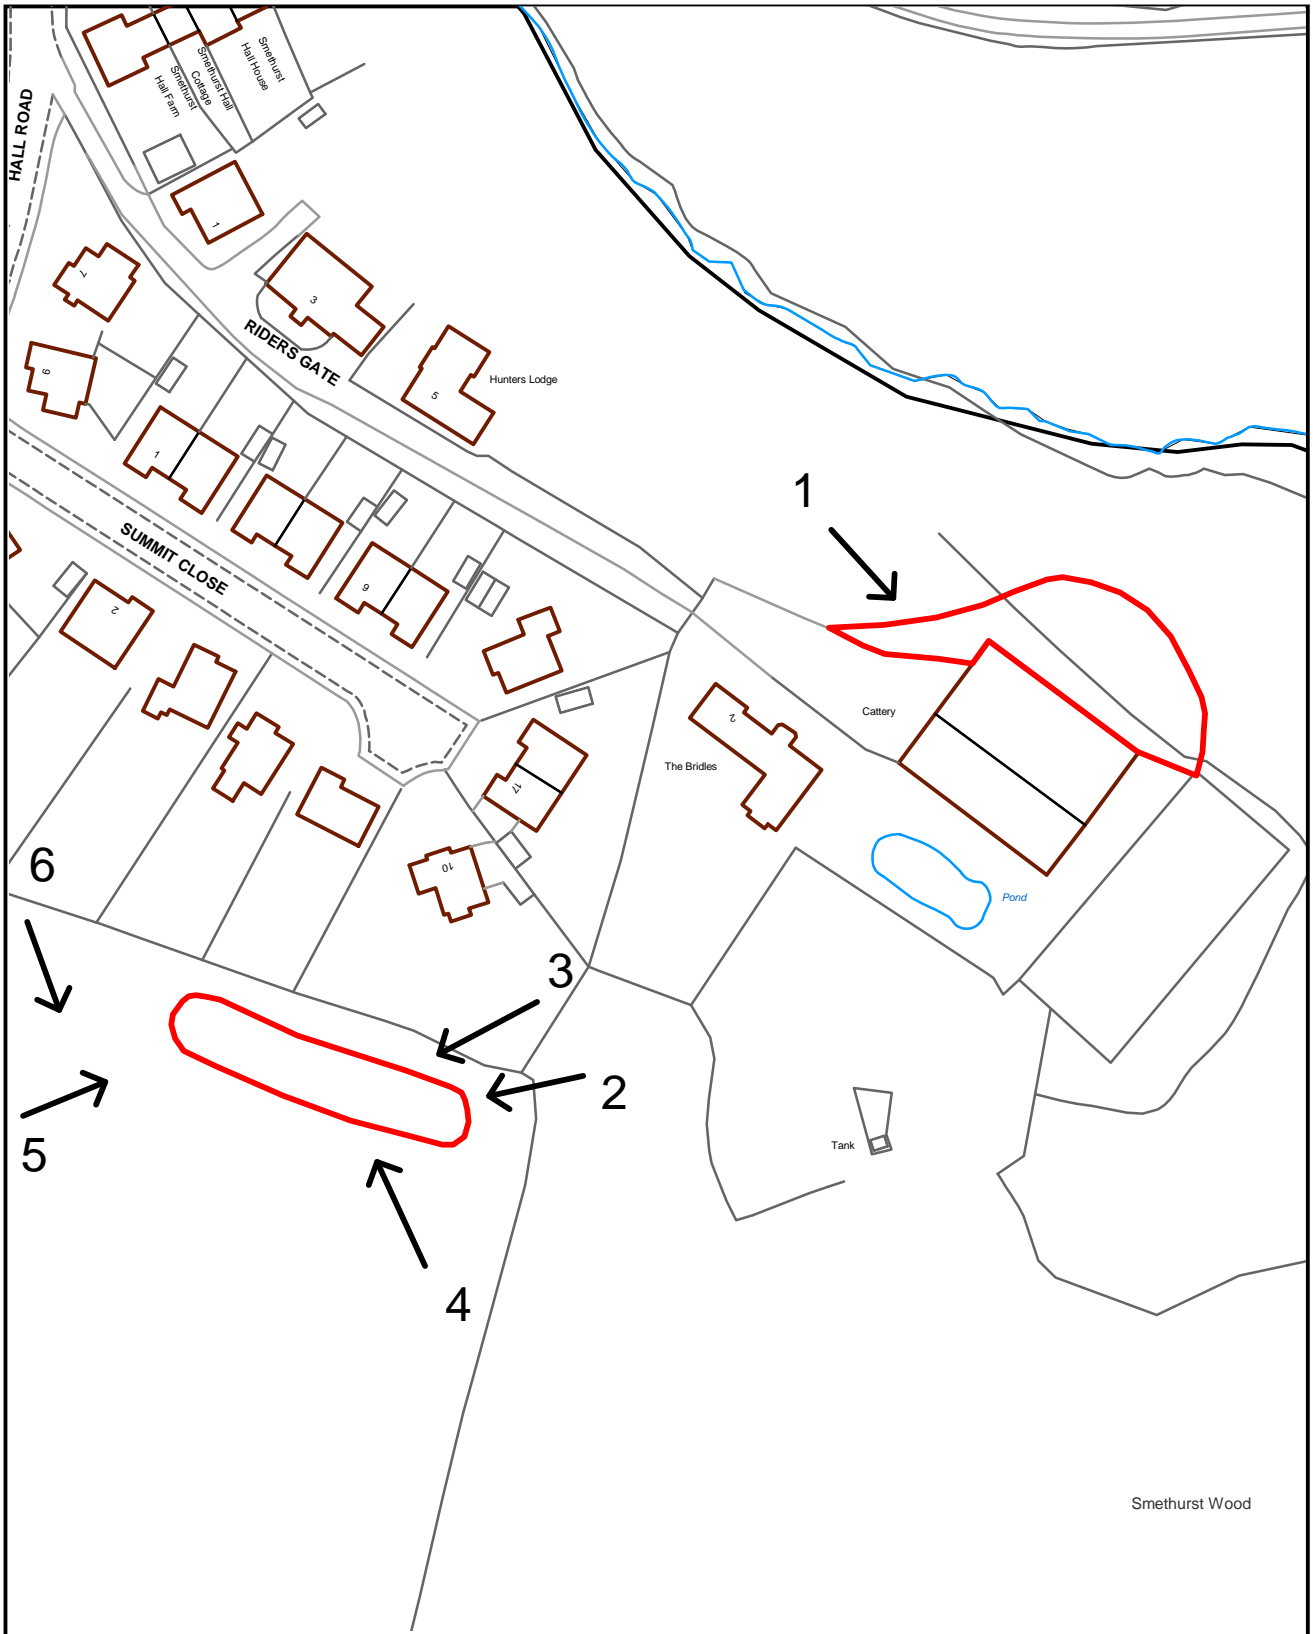 HALL ROAD
Smethurst
Hall Farm
Smethurst Hall
Cottage
Smethurst
Hall House
1
7
3
RIDERS GATE
9
5
Hunters Lodge
1
1
SUMMIT CLOSE
9
2
Cattery
2
The Bridles
17
6
10
Pond
3
2
5
Tank
4
Smethurst Wood